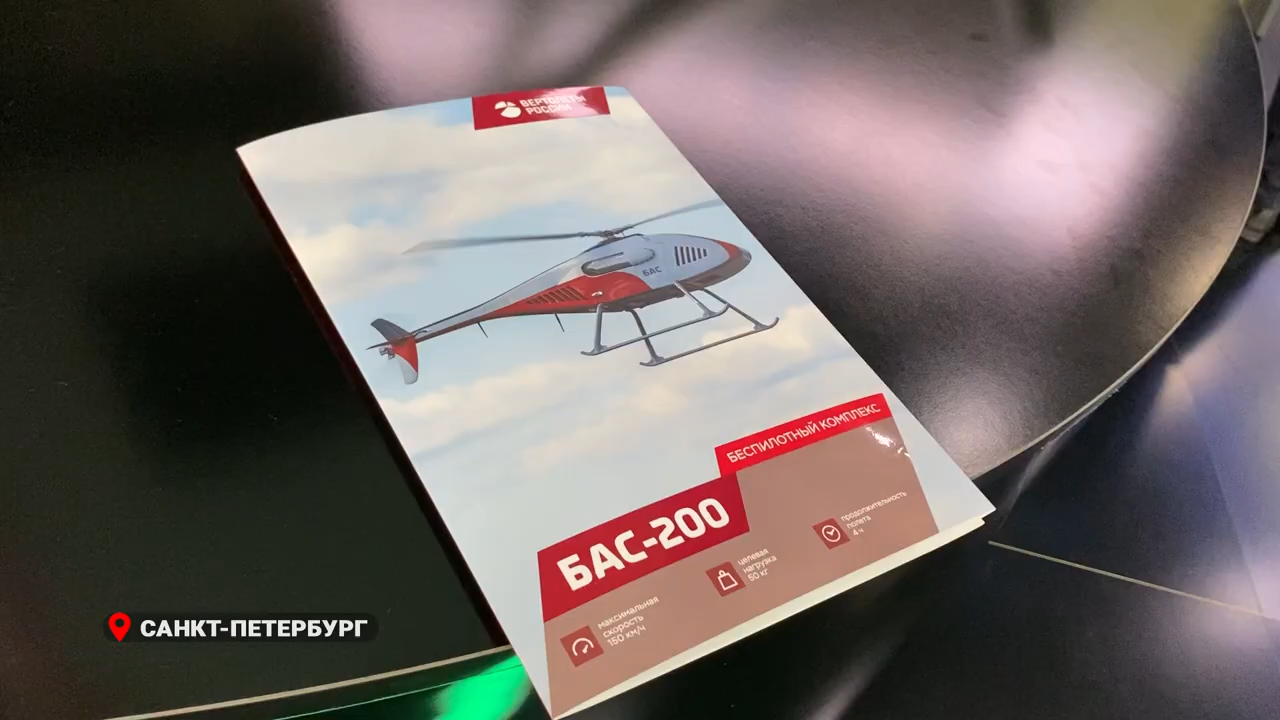 ВЕРТОЛЕТЫ
РОССИИ
БАС
БЕСПИЛОТНЫЙ КОМПЛЕКС
БАС-200
максимальная
скорость
150 км/ч
целевая
нагрузка
50 кг
продолжительность
полета
4 ч
САНКТ-ПЕТЕРБУРГ